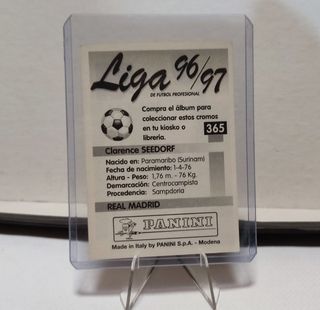 Liga 96/97
DE FUTBOL PROFESIONAL
Compra el álbum para
coleccionar estos cromos
en tu kiosko o
librería.
365
Clarence SEEDORF
Nacido en: Paramaribo (Surinam)
Fecha de nacimiento: 1-4-76
Altura - Peso: 1,76 m. - 76 Kg.
Demarcación: Centrocampista
Procedencia: Sampdoria
REAL MADRID
PANINI
Made in Italy by PANINI S.p.A. - Modena